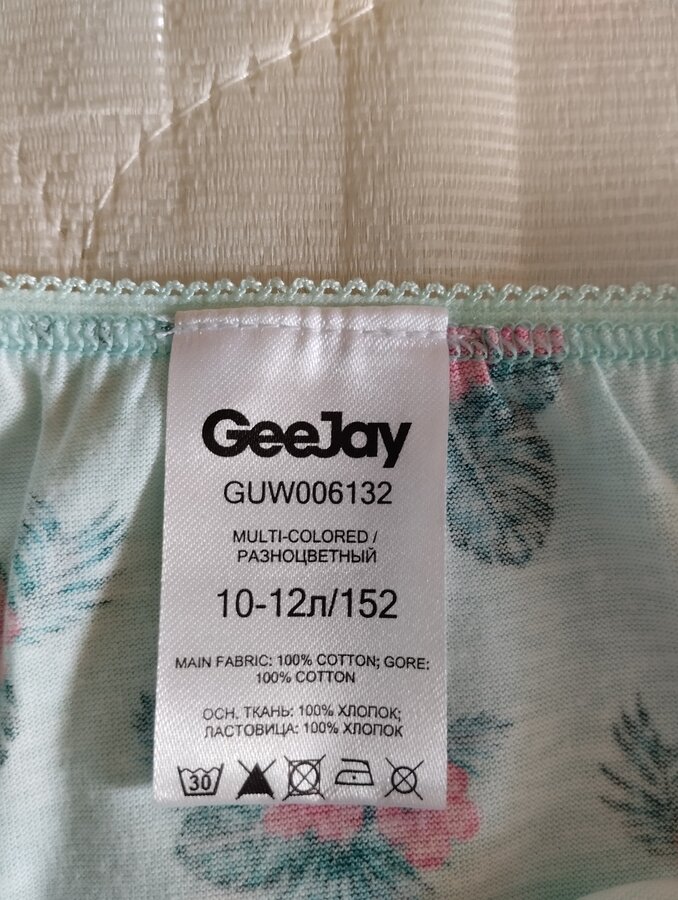 GeeJay
GUW006132
MULTI-COLORED /
РАЗНОЦВЕТНЫЙ
10-12л/152
MAIN FABRIC: 100% COTTON; GORE:
100% COTTON
ОСН. ТКАНЬ: 100% ХЛОПОК;
ЛАСТОВИЦА: 100% ХЛОПОК
30